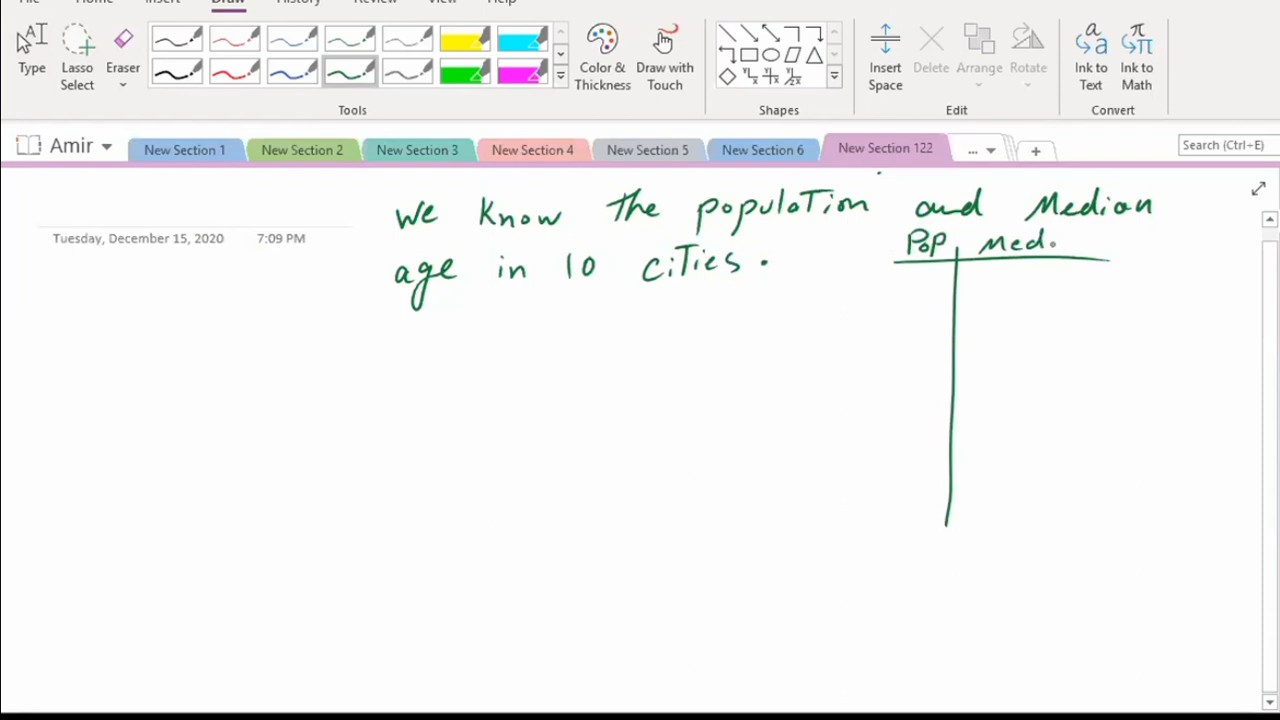 File Home Insert Draw History Review View Help
Type Lasso Select Eraser Color & Thickness Draw with Touch Insert Space Delete Arrange Rotate Ink to Text Ink to Math
Tools Shapes Edit Convert
Amir New Section 1 New Section 2 New Section 3 New Section 4 New Section 5 New Section 6 New Section 122 ... + Search (Ctrl+E)
we know the population and Median
Tuesday, December 15, 2020 7:09 PM
Pop Med.
age in 10 cities.